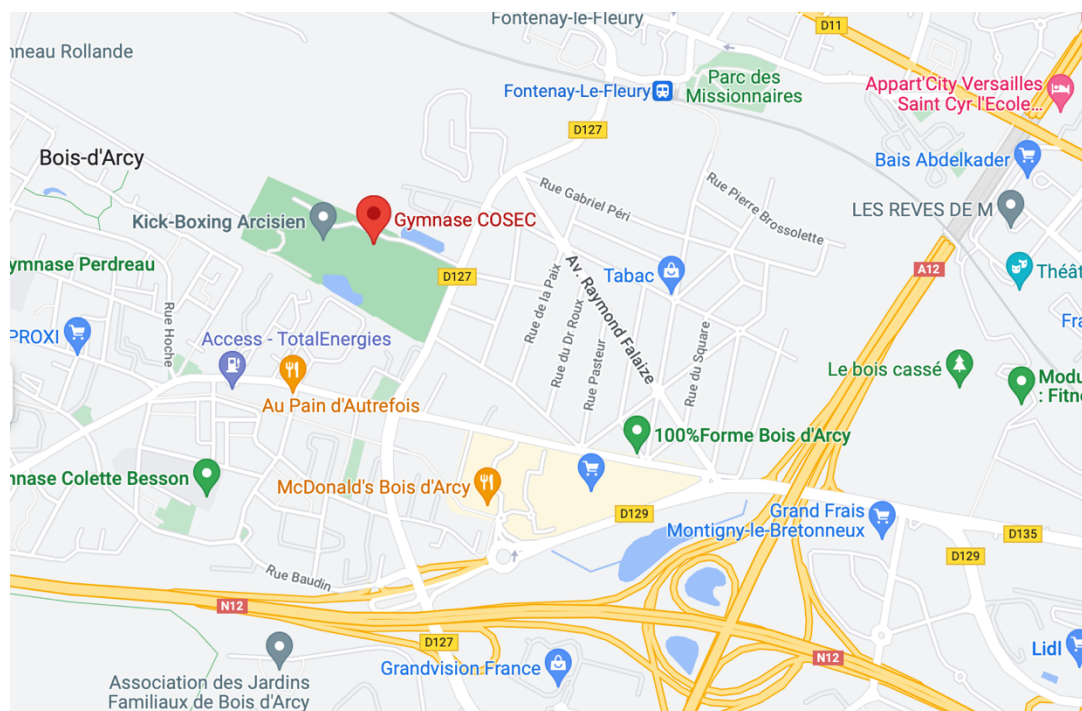 Fontenay-le-Fleury
D11
nneau Rollande
Parc des
Missionnaires
Appart'City Versailles
Saint Cyr l'Ecole...
Fontenay-Le-Fleury
D127
Bois-d'Arcy
Bais Abdelkader
Rue Gabriel Péri
Rue Pierre Brossolette
Kick-Boxing Arcisien
Gymnase COSEC
LES REVES DE M
ymnase Perdreau
D127
Tabac
A12
Théât
Rue de la Paix
Av. Raymond Falaize
Rue Hoche
PROXI
Access - TotalEnergies
Rue du Dr Roux
Rue Pasteur
Rue du Square
Fra
Le bois cassé
Modu
: Fitne
Au Pain d'Autrefois
100%Forme Bois d'Arcy
nnase Colette Besson
McDonald's Bois d'Arcy
D129
Grand Frais
Montigny-le-Bretonneux
D135
D129
Rue Baudin
N12
D127
Grandvision France
N12
Lidl
Association des Jardins
Familiaux de Bois d'Arcy